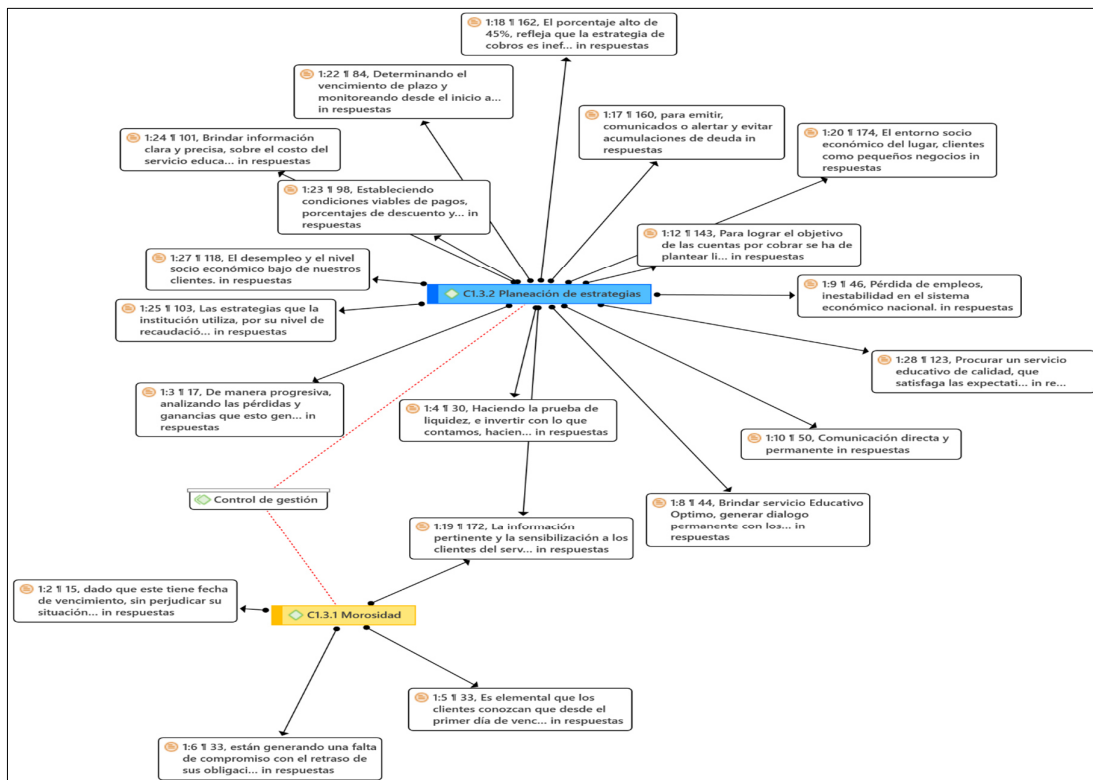 1:18 ¶ 162, El porcentaje alto de
45%, refleja que la estrategia de
cobros es inef... in respuestas
1:22 ¶ 84, Determinando el
vencimiento de plazo y
monitoreando desde el inicio a...
in respuestas
1:17 ¶ 160, para emitir,
comunicados o alertar y evitar
acumulaciones de deuda in
respuestas
1:20 ¶ 174, El entorno socio
económico del lugar, clientes
como pequeños negocios in
respuestas
1:24 ¶ 101, Brindar información
clara y precisa, sobre el costo del
servicio educa... in respuestas
1:23 ¶ 98, Estableciendo
condiciones viables de pagos,
porcentajes de descuento y... in
respuestas
1:12 ¶ 143, Para lograr el objetivo
de las cuentas por cobrar se ha de
plantear li... in respuestas
1:27 ¶ 118, El desempleo y el nivel
socio económico bajo de nuestros
clientes. in respuestas
C1.3.2 Planeación de estrategias
1:9 ¶ 46, Pérdida de empleos,
inestabilidad en el sistema
económico nacional. in respuestas
1:25 ¶ 103, Las estrategias que la
institución utiliza, por su nivel de
recaudació... in respuestas
1:28 ¶ 123, Procurar un servicio
educativo de calidad, que
satisfaga las expectati... in re...
1:3 ¶ 17, De manera progresiva,
analizando las pérdidas y
ganancias que esto gen... in
respuestas
1:4 ¶ 30, Haciendo la prueba de
liquidez, e invertir con lo que
contamos, hacien... in respuestas
1:10 ¶ 50, Comunicación directa y
permanente in respuestas
Control de gestión
1:8 ¶ 44, Brindar servicio Educativo
Optimo, generar dialogo
permanente con los... in
respuestas
1:19 ¶ 172, La información
pertinente y la sensibilización a los
clientes del serv... in respuestas
1:2 ¶ 15, dado que este tiene fecha
de vencimiento, sin perjudicar su
situación... in respuestas
C1.3.1 Morosidad
1:5 ¶ 33, Es elemental que los
clientes conozcan que desde el
primer día de venc... in
respuestas
1:6 ¶ 33, están generando una falta
de compromiso con el retraso de
sus obligaci... in respuestas